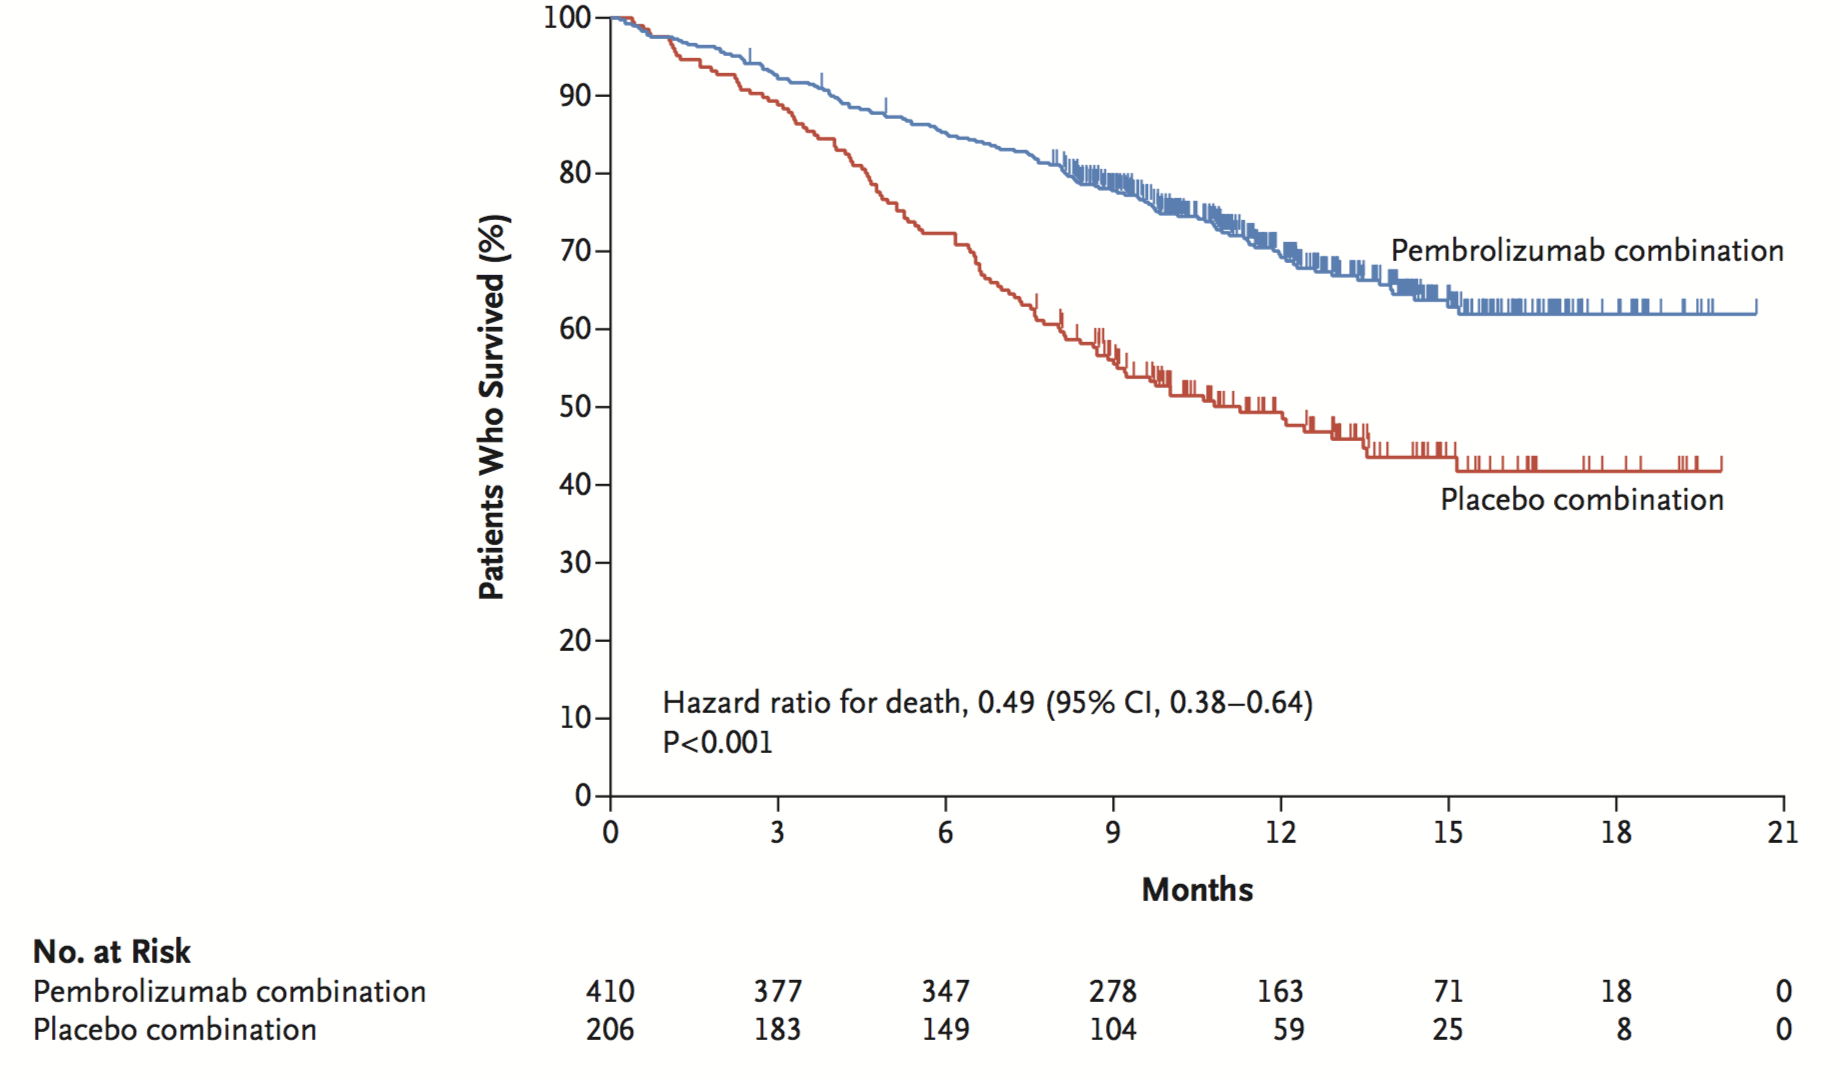 100
90
80
70
60
50
40
30
20
10
0
Patients Who Survived (%)
Pembrolizumab combination
Placebo combination
Hazard ratio for death, 0.49 (95% CI, 0.38–0.64)
P<0.001
0 3 6 9 12 15 18 21
Months
No. at Risk
Pembrolizumab combination 410 377 347 278 163 71 18 0
Placebo combination 206 183 149 104 59 25 8 0